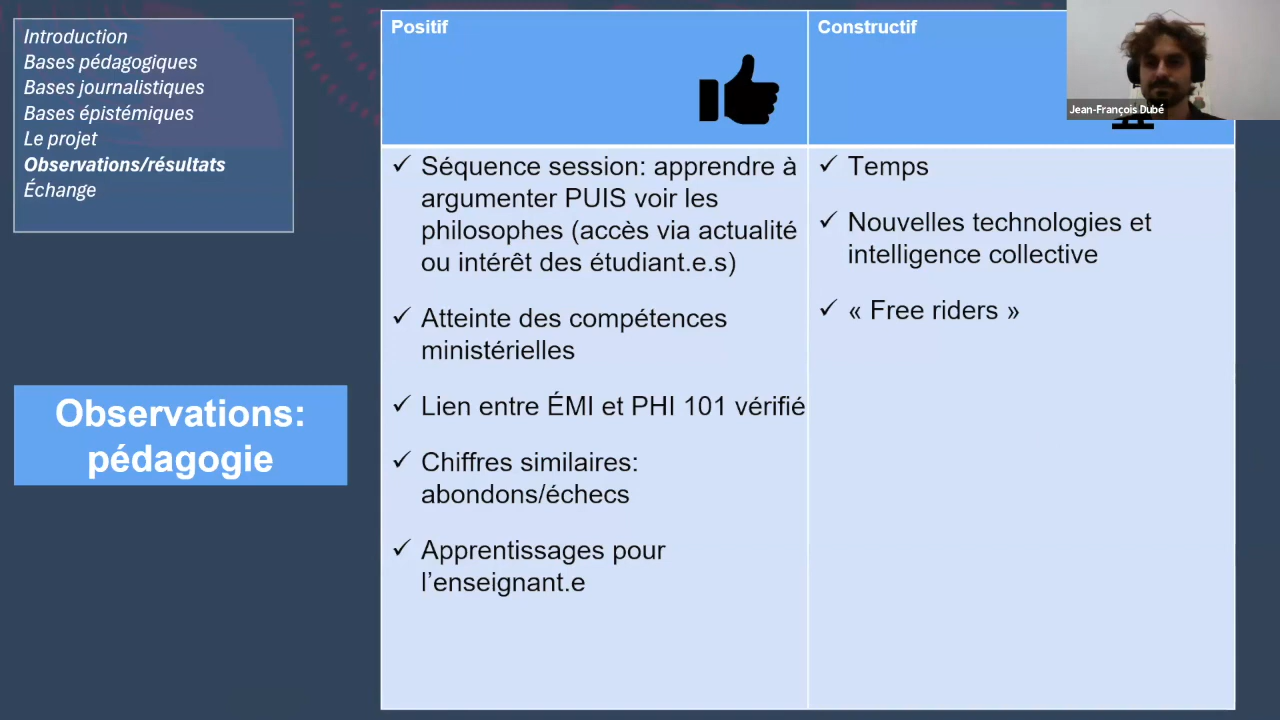 Introduction
Bases pédagogiques
Bases journalistiques
Bases épistémiques
Le projet
Observations/résultats
Échange
Observations:
pédagogie
Positif
Séquence session: apprendre à
argumenter PUIS voir les
philosophes (accès via actualité
ou intérêt des étudiant.e.s)
Atteinte des compétences
ministérielles
Lien entre ÉMI et PHI 101 vérifié
Chiffres similaires:
abondons/échecs
Apprentissages pour
l’enseignant.e
Constructif
Temps
Nouvelles technologies et
intelligence collective
« Free riders »
Jean-François Dubé